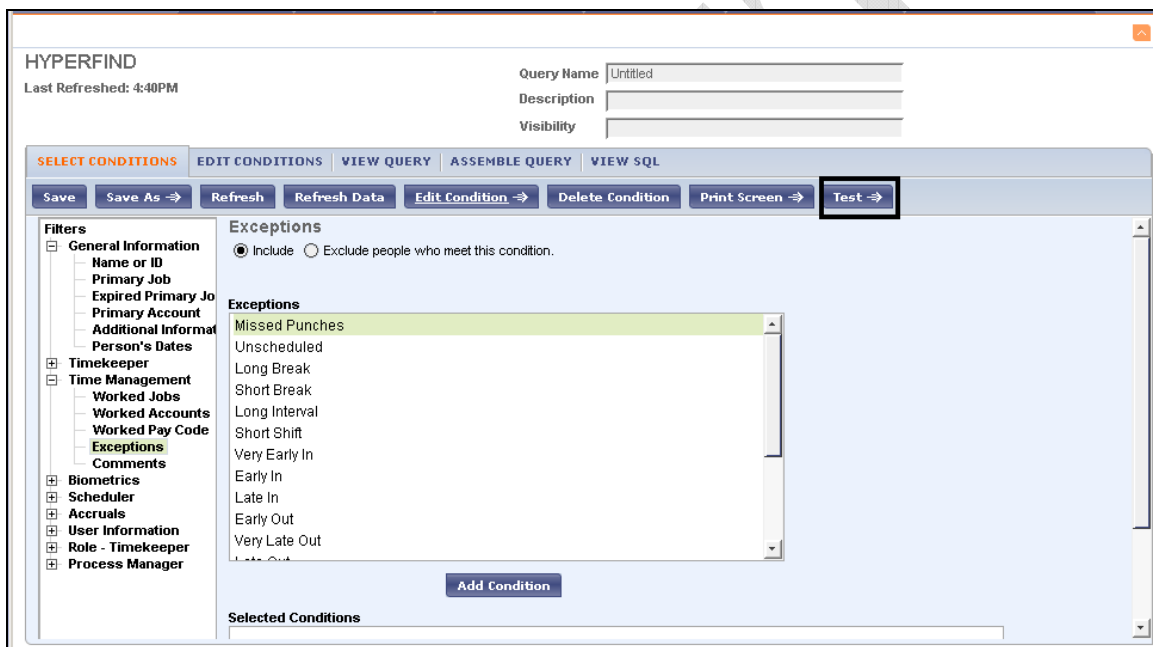 HYPERFIND
Last Refreshed: 4:40PM
Query Name Untitled
Description
Visibility
SELECT CONDITIONS EDIT CONDITIONS VIEW QUERY ASSEMBLE QUERY VIEW SQL
Save Save As Refresh Refresh Data Edit Condition Delete Condition Print Screen Test
Filters
General Information
Name or ID
Primary Job
Expired Primary Jo
Primary Account
Additional Informat
Person's Dates
Timekeeper
Time Management
Worked Jobs
Worked Accounts
Worked Pay Code
Exceptions
Comments
Biometrics
Scheduler
Accruals
User Information
Role - Timekeeper
Process Manager
Exceptions
Include Exclude people who meet this condition.
Exceptions
Missed Punches
Unscheduled
Long Break
Short Break
Long Interval
Short Shift
Very Early In
Early In
Late In
Early Out
Very Late Out
Late Out
Add Condition
Selected Conditions